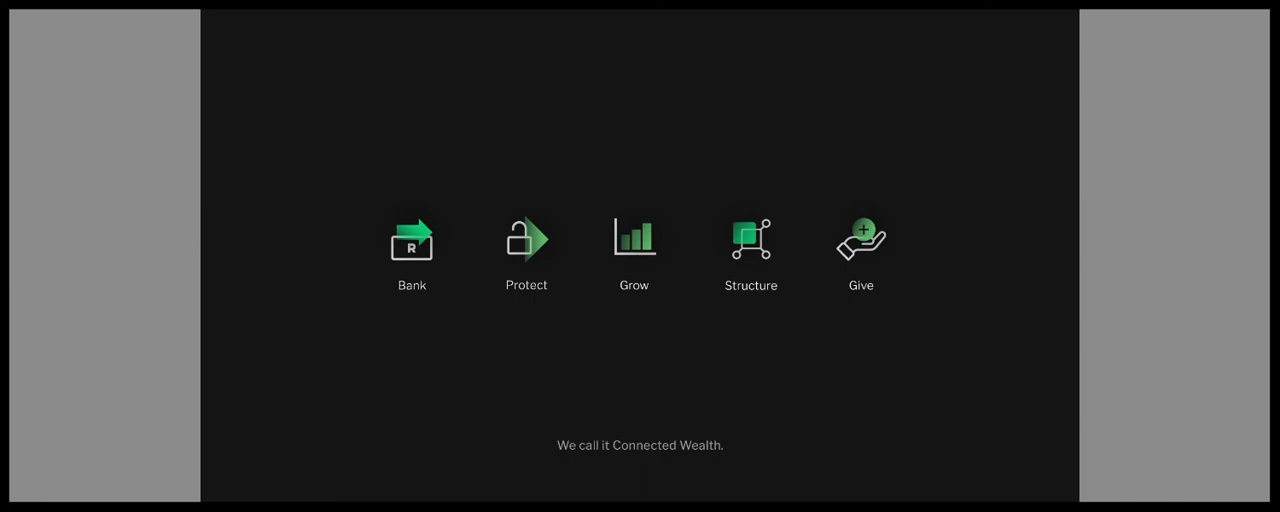 R
Bank
Protect
Grow
Structure
Give
We call it Connected Wealth.